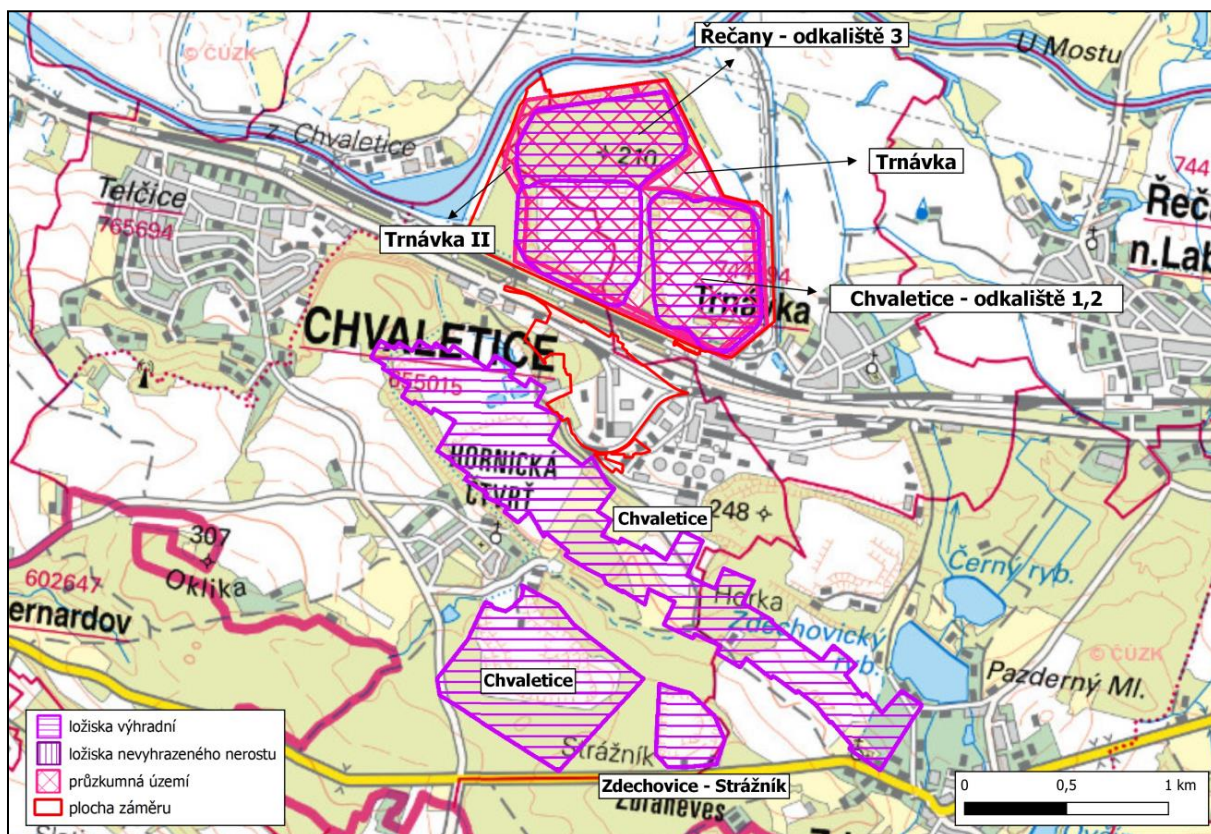 © ČÚZK
Řečany - odkaliště 3
U Mostu
z. Chvaletice
210
Trnávka
Telčice
765694
Trnávka II
744
Řeč
n.Lab
Chvaletice - odkaliště 1,2
Trnávka
CHVALETICE
655015
HORNICKÁ
ČTVRŤ
Chvaletice
248
307
Oklika
602647
ernardov
Černý ryb.
Horka
Zdechovický
ryb.
© ČÚZK
Pazderný Ml.
Chvaletice
Strážník
Zdechovice - Strážník
Zbraněves
ložiska výhradní
ložiska nevyhrazeného nerostu
průzkumná území
plocha záměru
0 0,5 1 km